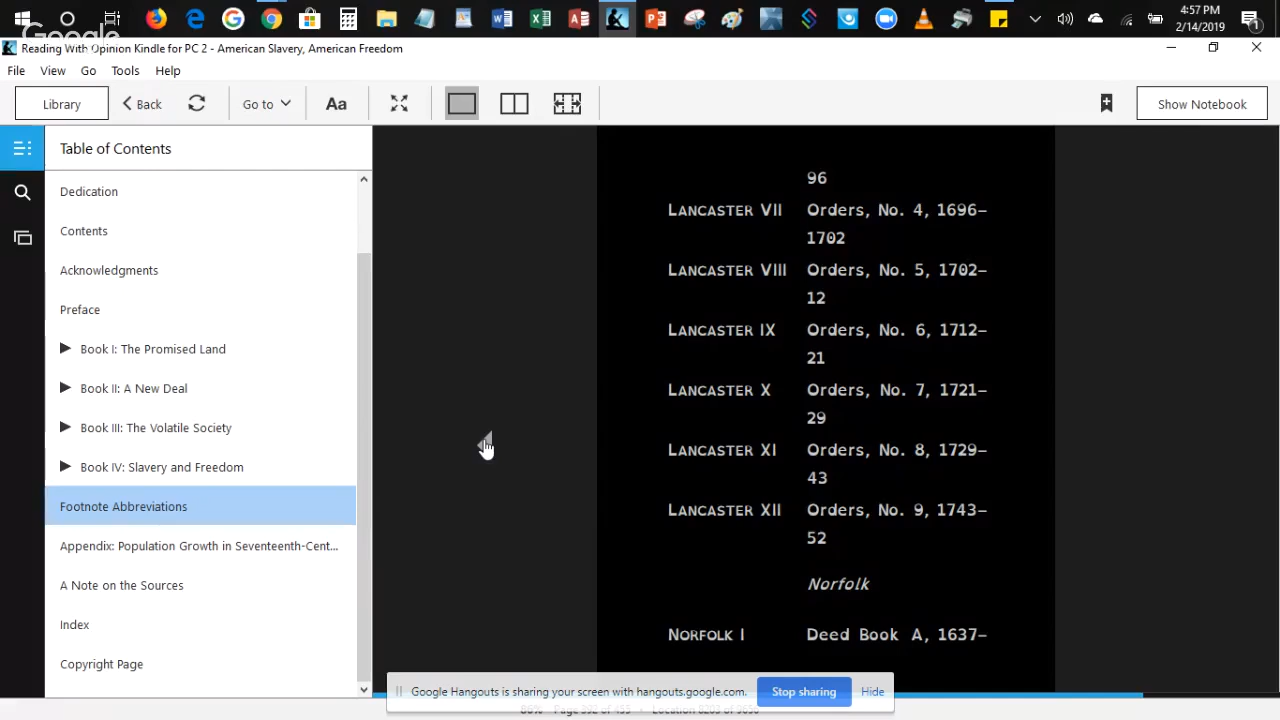 Google
4:57 PM
2/14/2019
Reading With Opinion Kindle for PC 2 - American Slavery, American Freedom
File View Go Tools Help
Library Back Go to Aa Show Notebook
Table of Contents
Dedication
Contents
Acknowledgments
Preface
Book I: The Promised Land
Book II: A New Deal
Book III: The Volatile Society
Book IV: Slavery and Freedom
Footnote Abbreviations
Appendix: Population Growth in Seventeenth-Cent...
A Note on the Sources
Index
Copyright Page
96
LANCASTER VII Orders, No. 4, 1696–
1702
LANCASTER VIII Orders, No. 5, 1702–
12
LANCASTER IX Orders, No. 6, 1712–
21
LANCASTER X Orders, No. 7, 1721–
29
LANCASTER XI Orders, No. 8, 1729–
43
LANCASTER XII Orders, No. 9, 1743–
52
Norfolk
NORFOLK I Deed Book A, 1637–
Google Hangouts is sharing your screen with hangouts.google.com. Stop sharing Hide